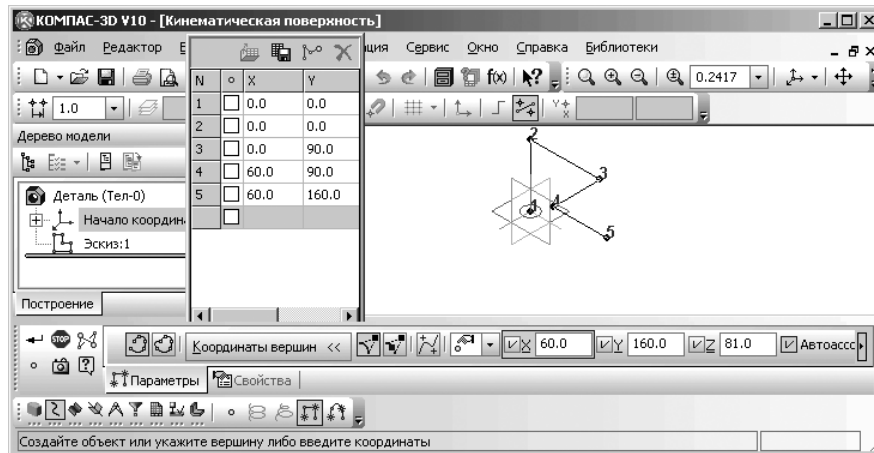 КОМПАС-3D V10 - [Кинематическая поверхность]
Файл Редактор ция Сервис Окно Справка Библиотеки
f(x) 0.2417
1.0
Дерево модели
Деталь (Тел-0)
Начало координ
Эскиз:1
Построение
N X Y
1 0.0 0.0
2 0.0 0.0
3 0.0 90.0
4 60.0 90.0
5 60.0 160.0
2
3
4
5
STOP Координаты вершин << X 60.0 Y 160.0 Z 81.0 Автоасс
Параметры Свойства
Создайте объект или укажите вершину либо введите координаты